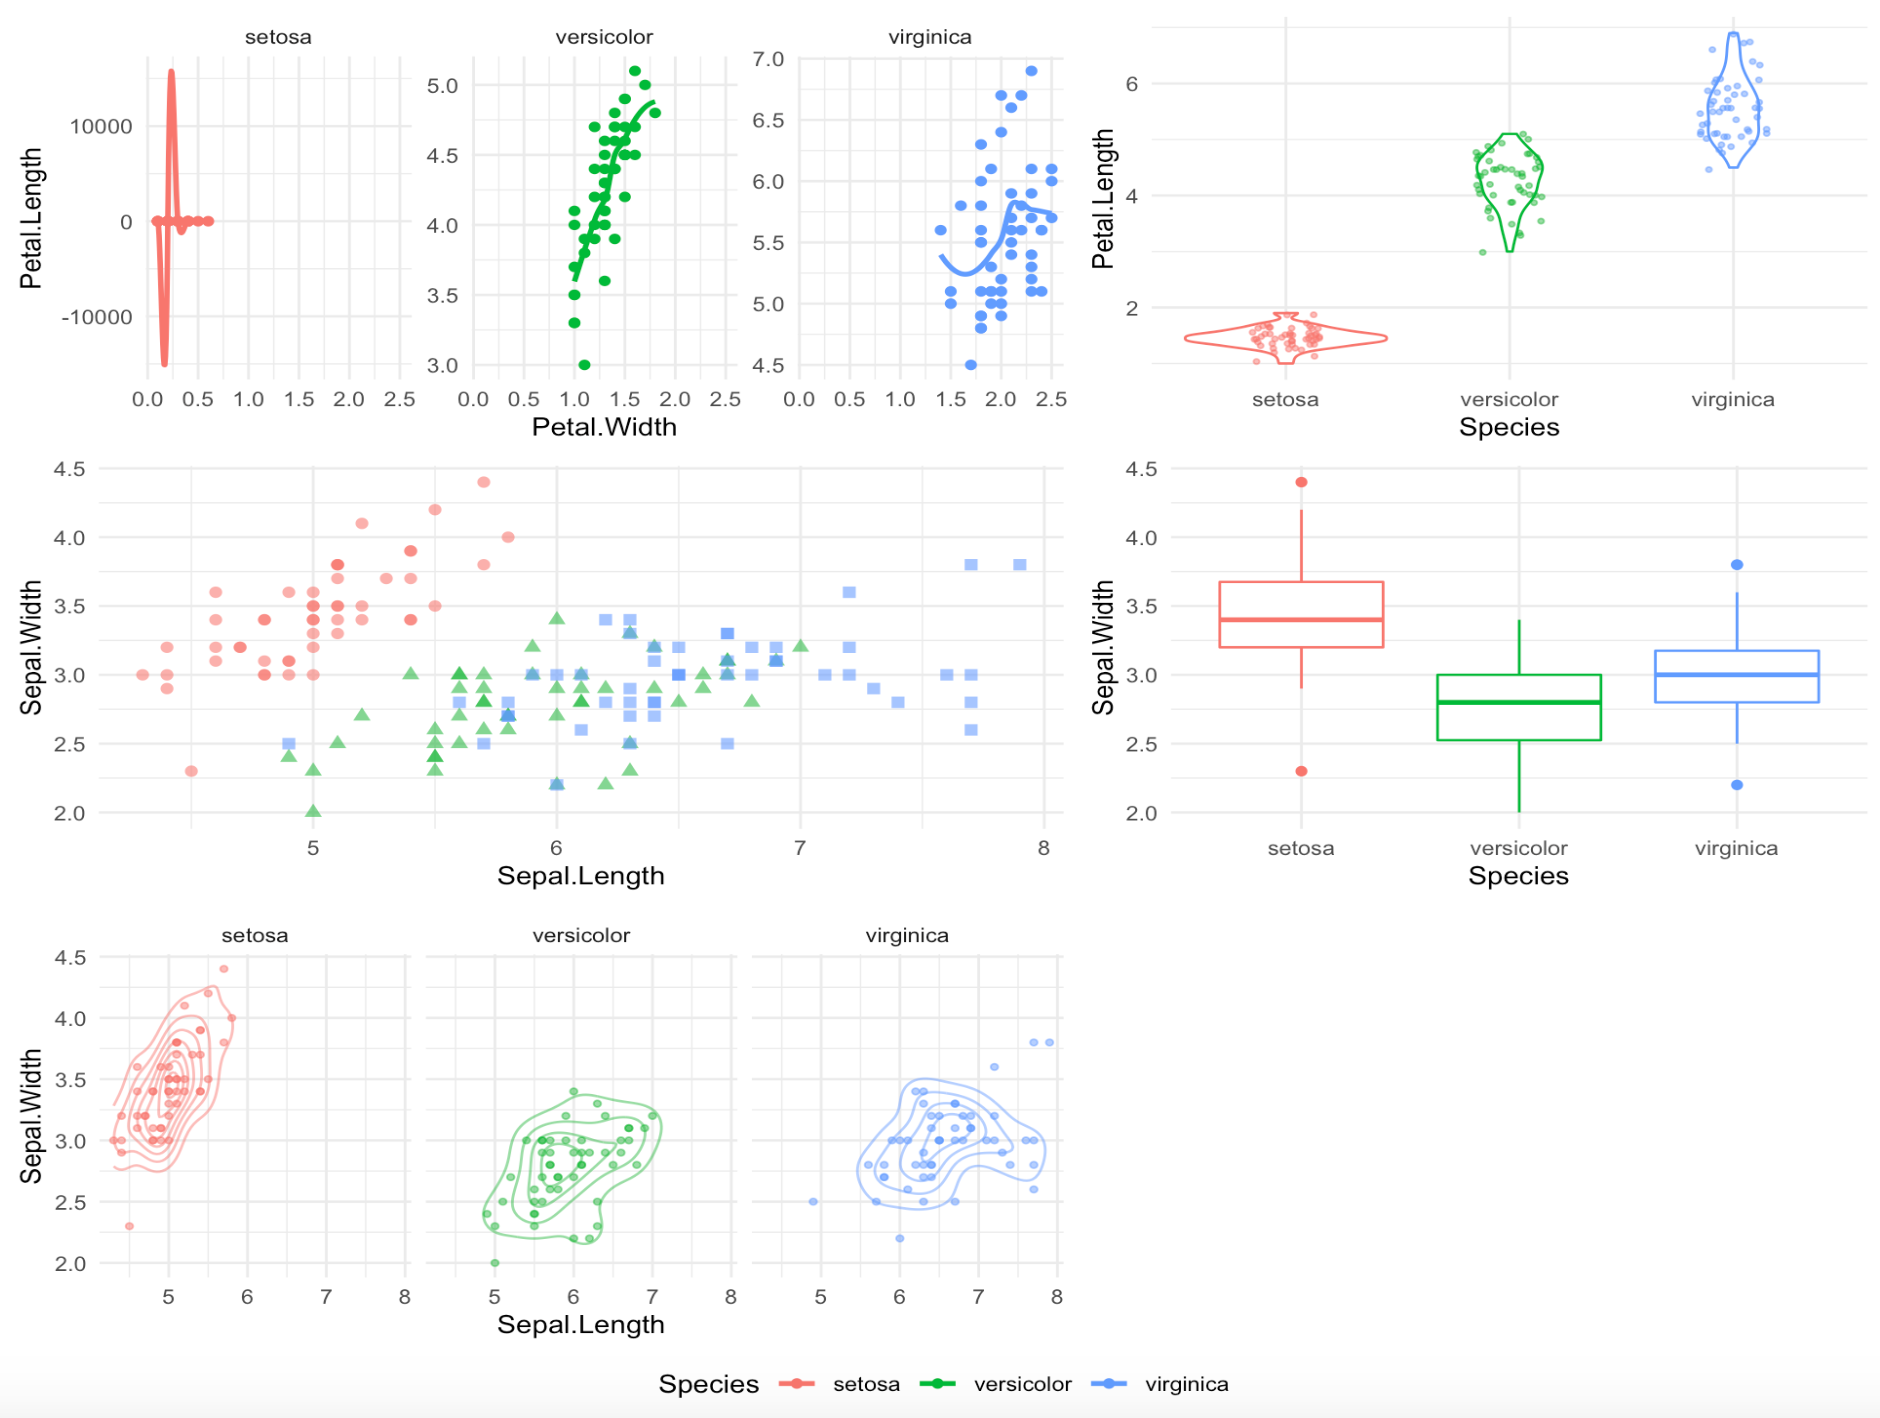 setosa versicolor virginica
Petal.Length
10000
0
-10000
5.0
4.5
4.0
3.5
3.0
7.0
6.5
6.0
5.5
5.0
4.5
0.0 0.5 1.0 1.5 2.0 2.5 0.0 0.5 1.0 1.5 2.0 2.5 0.0 0.5 1.0 1.5 2.0 2.5
Petal.Width
Petal.Length
6
4
2
setosa versicolor virginica
Species
Sepal.Width
4.5
4.0
3.5
3.0
2.5
2.0
5 6 7 8
Sepal.Length
Sepal.Width
4.5
4.0
3.5
3.0
2.5
2.0
setosa versicolor virginica
Species
setosa versicolor virginica
Sepal.Width
4.5
4.0
3.5
3.0
2.5
2.0
5 6 7 8 5 6 7 8 5 6 7 8
Sepal.Length
Species setosa versicolor virginica